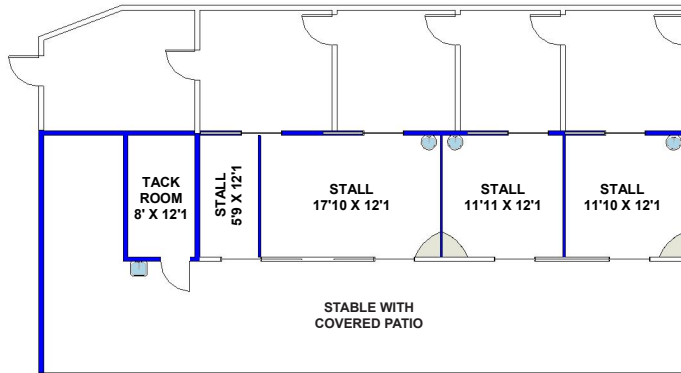 TACK
ROOM
8' X 12'1
STALL
5'9 X 12'1
STALL
17'10 X 12'1
STALL
11'11 X 12'1
STALL
11'10 X 12'1
STABLE WITH
COVERED PATIO